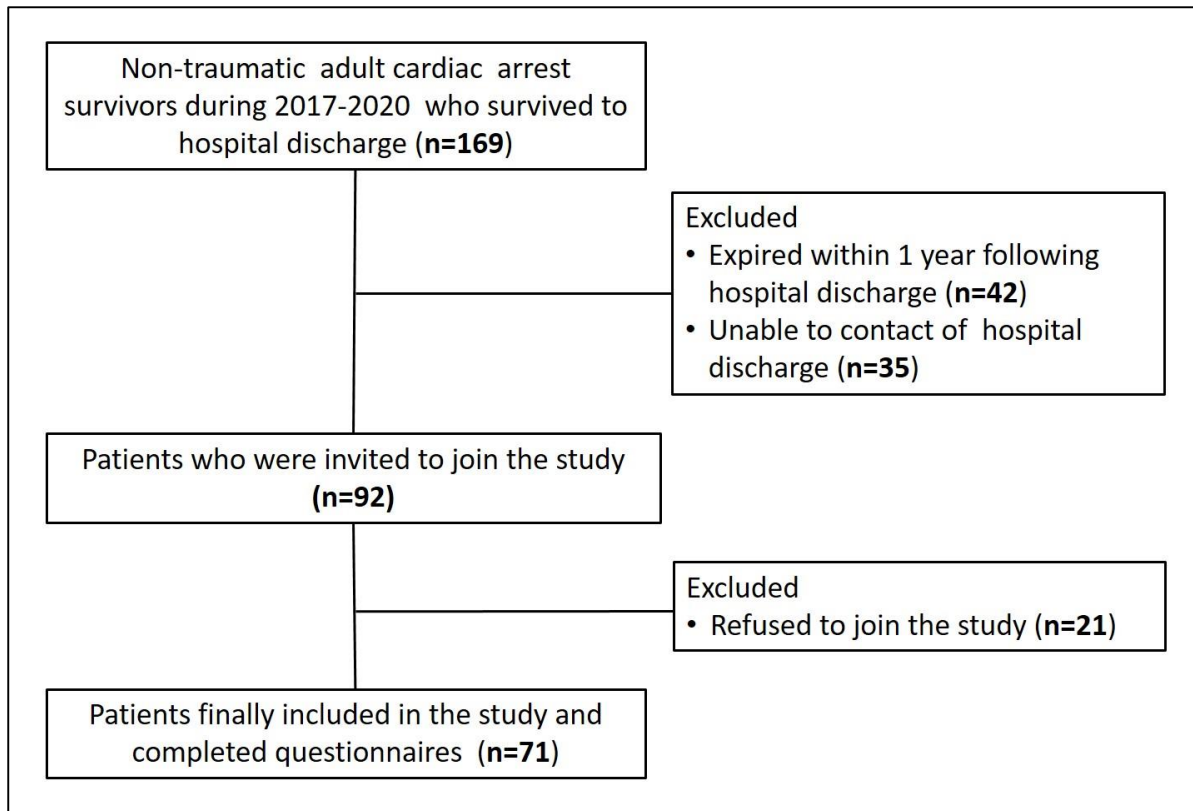 Non-traumatic adult cardiac arrest
survivors during 2017-2020 who survived to
hospital discharge (n=169)
Excluded
• Expired within 1 year following
hospital discharge (n=42)
• Unable to contact of hospital
discharge (n=35)
Patients who were invited to join the study
(n=92)
Excluded
• Refused to join the study (n=21)
Patients finally included in the study and
completed questionnaires (n=71)